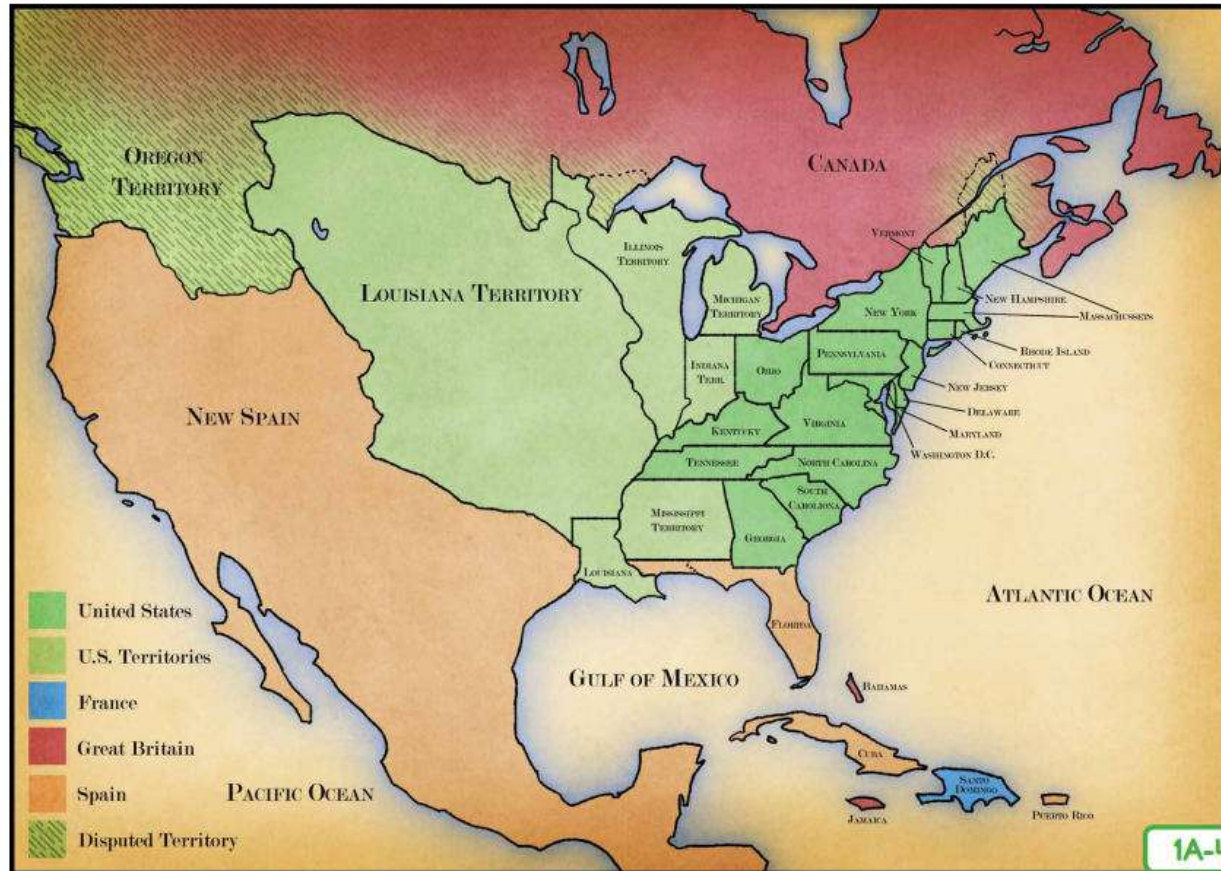 OREGON
TERRITORY
CANADA
VERMONT
ILLINOIS
TERRITORY
LOUISIANA TERRITORY
MICHIGAN
TERRITORY
NEW YORK
NEW HAMPSHIRE
MASSACHUSSETS
RHODE ISLAND
CONNECTICUT
PENNSYLVANIA
INDIANA
TERR.
OHIO
NEW JERSEY
DELAWARE
MARYLAND
WASHINGTON D.C.
NEW SPAIN
KENTUCKY
VIRGINIA
TENNESSEE
NORTH CAROLINA
SOUTH
CAROLIONA
MISSISSIPPI
TERRITORY
GEORGIA
LOUISIANA
FLORIDA
ATLANTIC OCEAN
GULF OF MEXICO
BAHAMAS
CUBA
SANTO
DOMINGO
JAMAICA
PUERTO RICO
PACIFIC OCEAN
United States
U.S. Territories
France
Great Britain
Spain
Disputed Territory
1A-4